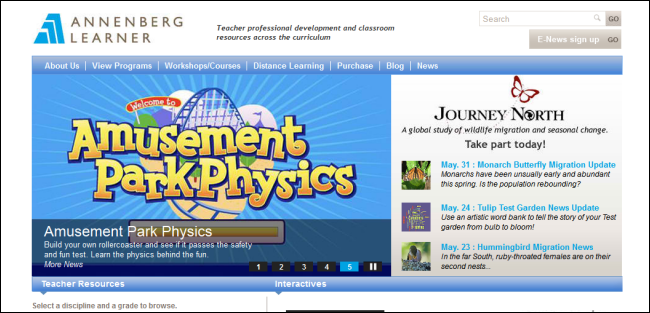 ANNENBERG
LEARNER
Teacher professional development and classroom
resources across the curriculum
Search
GO
E-News sign up
GO
About Us | View Programs | Workshops/Courses | Distance Learning | Purchase | Blog | News
Welcome to
Amusement
Park Physics
Amusement Park Physics
Build your own rollercoaster and see if it passes the safety
and fun test. Learn the physics behind the fun.
More News
1 2 3 4 5
JOURNEY NORTH
A global study of wildlife migration and seasonal change.
Take part today!
May. 31 : Monarch Butterfly Migration Update
Monarchs have been unusually early and abundant
this spring. Is the population rebounding?
May. 24 : Tulip Test Garden News Update
Use an artistic word bank to tell the story of your Test
garden from bulb to bloom!
May. 23 : Hummingbird Migration News
In the far South, ruby-throated females are on their
second nests...
Teacher Resources
Interactives
Select a discipline and a grade to browse.